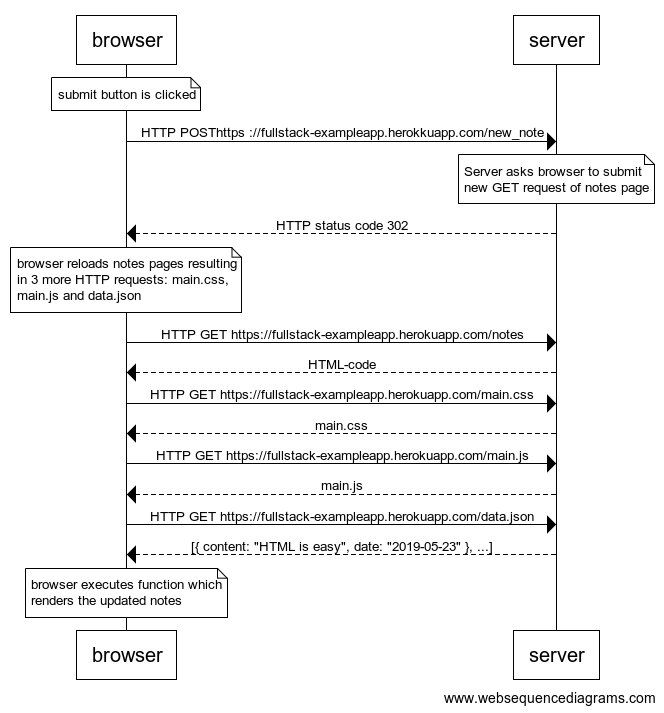 browser
server
submit button is clicked
HTTP POSThttps ://fullstack-exampleapp.herokkuapp.com/new_note
Server asks browser to submit
new GET request of notes page
HTTP status code 302
browser reloads notes pages resulting
in 3 more HTTP requests: main.css,
main.js and data.json
HTTP GET https://fullstack-exampleapp.herokuapp.com/notes
HTML-code
HTTP GET https://fullstack-exampleapp.herokuapp.com/main.css
main.css
HTTP GET https://fullstack-exampleapp.herokuapp.com/main.js
main.js
HTTP GET https://fullstack-exampleapp.herokuapp.com/data.json
[{ content: "HTML is easy", date: "2019-05-23" }, ...]
browser executes function which
renders the updated notes
browser
server
www.websequencediagrams.com